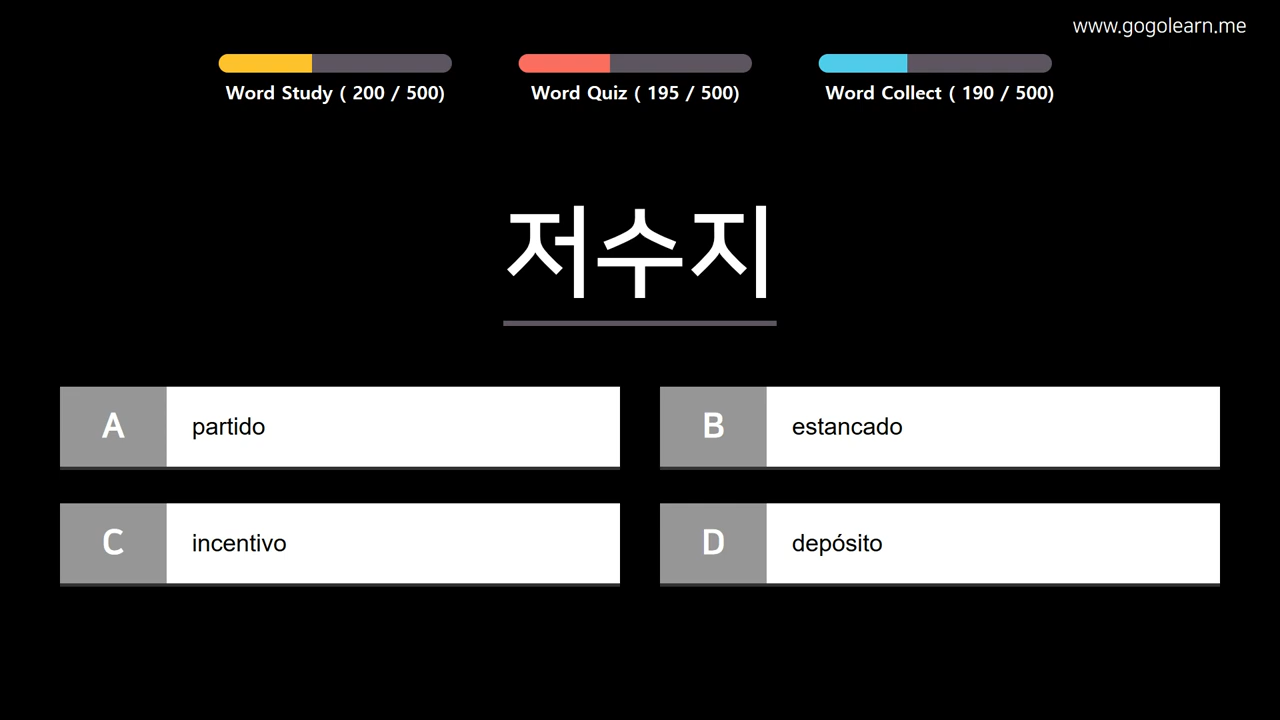 www.gogolearn.me
Word Study ( 200 / 500)
Word Quiz ( 195 / 500)
Word Collect ( 190 / 500)
저수지
A partido
B estancado
C incentivo
D depósito